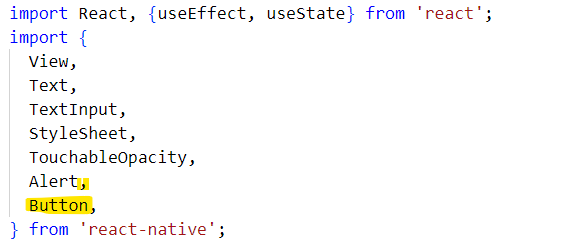 import React, {useEffect, useState} from 'react';
import {
  View,
  Text,
  TextInput,
  StyleSheet,
  TouchableOpacity,
  Alert,
  Button,
} from 'react-native';